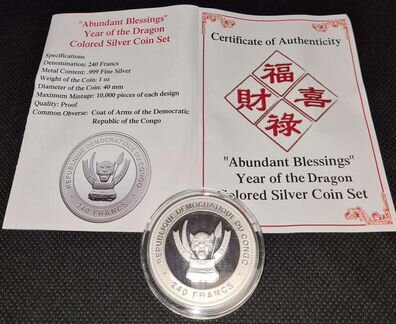 "Abundant Blessings"
Year of the Dragon
Colored Silver Coin Set
Specifications
Denomination: 240 Francs
Metal Content: .999 Fine Silver
Weight of the Coin: 1 oz
Diameter of the Coin: 40 mm
Maximum Mintage: 10,000 pieces of each design
Quality: Proof
Common Obverse: Coat of Arms of the Democratic
Republic of the Congo
REPUBLIQUE DEMOCRATIQUE DU CONGO
240 FRANCS
Certificate of Authenticity
福
財 喜
祿
"Abundant Blessings"
Year of the Dragon
Colored Silver Coin Set
REPUBLIQUE DEMOCRATIQUE DU CONGO
240 FRANCS